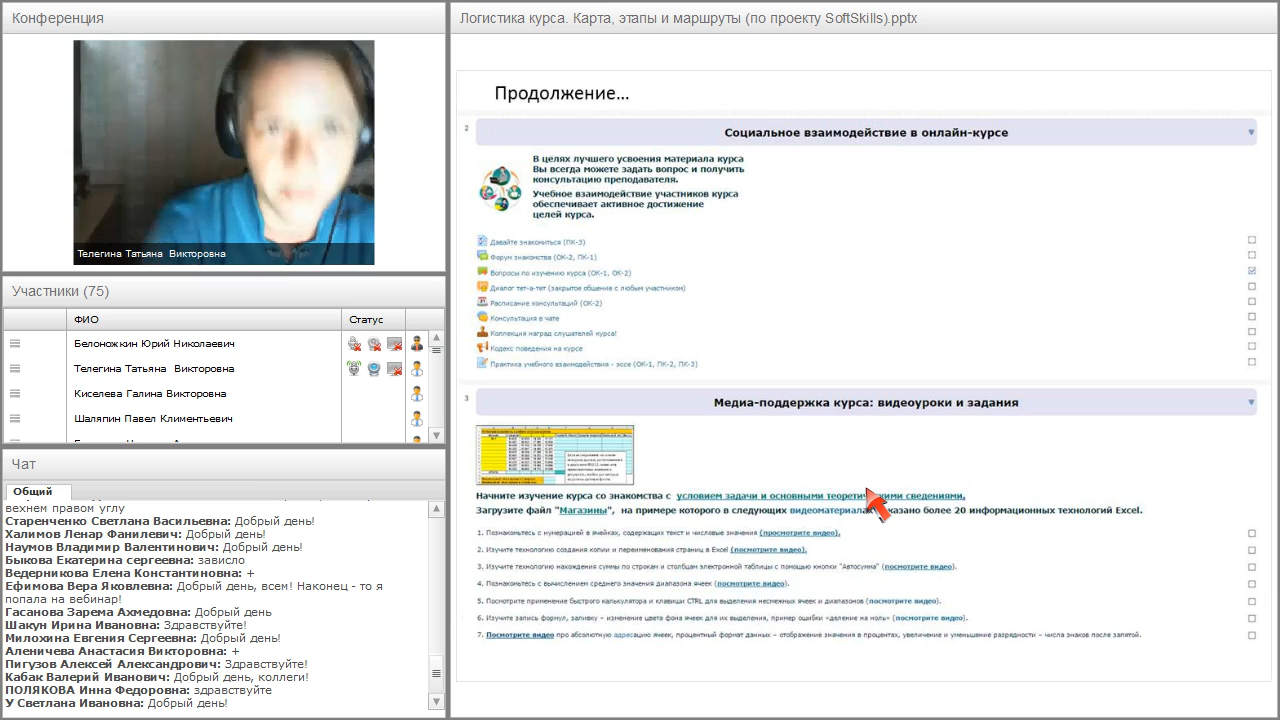 Конференция
Телегина Татьяна Викторовна
Участники (75)
ФИО
Статус
Белоножкин Юрий Николаевич
Телегина Татьяна Викторовна
Киселева Галина Викторовна
Шаляпин Павел Климентьевич
Чат
Общий
вашем правом углу
Старенченко Светлана Васильевна: Добрый день!
Халимов Ленар Фанилевич: Добрый день!
Наумов Владимир Валентинович: Добрый день!
Быкова Екатерина сергеевна: зависло
Ведерникова Елена Константиновна: +
Ефимова Вера Яковлевна: Добрый день, всем! Наконец - то я
попала на вебинар!
Гасанова Зарема Ахмедовна: Добрый день
Шакун Ирина Ивановна: Здравствуйте!
Милохина Евгения Сергеевна: Добрый день!
Мельникова Анастасия Викторовна: +
Пигузов Алексей Александрович: Здравствуйте!
Кабак Валерий Иванович: Добрый день, коллеги!
ПОЛЯКОВА Инна Федоровна: здравствуйте
У Светлана Ивановна: Добрый день!
Логистика курса. Карта, этапы и маршруты (по проекту SoftSkills).pptx
Продолжение...
2
Социальное взаимодействие в онлайн-курсе
В целях лучшего усвоения материала курса
Вы всегда можете задать вопрос и получить
консультацию преподавателя.
Учебное взаимодействие участников курса
обеспечивает активное достижение
целей курса.
Давайте знакомиться (ПК-3)
Форум знакомства (ОК-2, ПК-1)
Вопросы по изучению курса (ОК-1, ОК-2)
Диалог тет-а-тет (закрытое общение с любым участником)
Расписание консультаций (ОК-2)
Консультация в чате
Коллекция наград слушателей курса!
Кодекс поведения на курсе
Практика учебного взаимодействия - эссе (ОК-1, ПК-2, ПК-3)
3
Медиа-поддержка курса: видеоуроки и задания
Начните изучение курса со знакомства с условием задачи и основными теоретическими сведениями.
Загрузите файл "Магазины", на примере которого в следующих видеоматериалах показано более 20 информационных технологий Excel.
1. Познакомьтесь с нумерацией в ячейках, содержащих текст и числовые значения (просмотрите видео).
2. Изучите технологию создания копии и переименования страниц в Excel (посмотрите видео).
3. Изучите технологию нахождения суммы по строкам и столбцам электронной таблицы с помощью кнопки "Автосумма" (посмотрите видео).
4. Познакомьтесь с вычислением среднего значения диапазона ячеек (посмотрите видео).
5. Посмотрите применение быстрого калькулятора и клавиши CTRL для выделения несмежных ячеек и диапазонов (посмотрите видео).
6. Изучите запись формул, заливку – изменение цвета фона ячеек для их выделения, пример ошибки «деление на ноль» (посмотрите видео).
7. Посмотрите видео про абсолютную адресацию ячеек, процентный формат данных – отображение значения в процентах, увеличение и уменьшение разрядности – числа знаков после запятой.